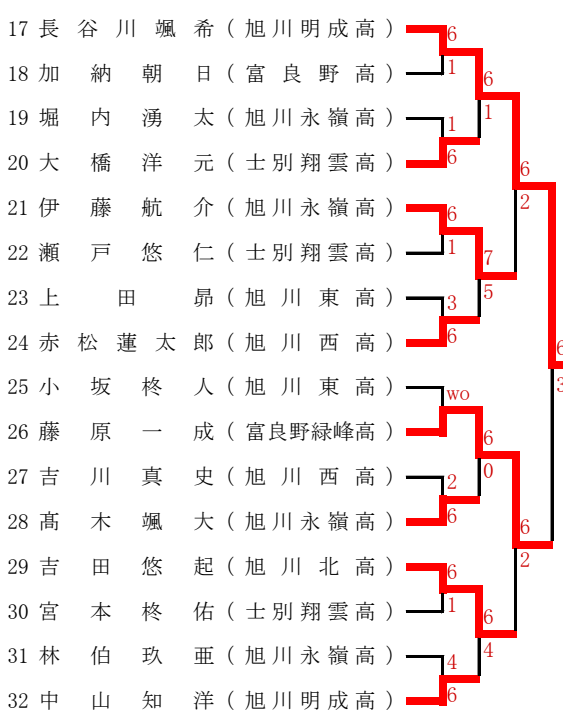 17 長谷川颯希 (旭川明成高) 6
18 加納朝日 (富良野高) 1
6
1
19 堀内湧太 (旭川永嶺高) 1
20 大橋洋元 (士別翔雲高) 6
6
2
21 伊藤航介 (旭川永嶺高) 6
22 瀬戸悠仁 (士別翔雲高) 1
7
5
23 上田昴 (旭川東高) 3
24 赤松蓮太郎 (旭川西高) 6
6
3
25 小坂柊人 (旭川東高) wo
26 藤原一成 (富良野緑峰高)
6
0
27 吉川真史 (旭川西高) 2
28 髙木颯大 (旭川永嶺高) 6
6
2
29 吉田悠起 (旭川北高) 6
30 宮本柊佑 (士別翔雲高) 1
6
4
31 林伯玖亜 (旭川永嶺高) 4
32 中山知洋 (旭川明成高) 6